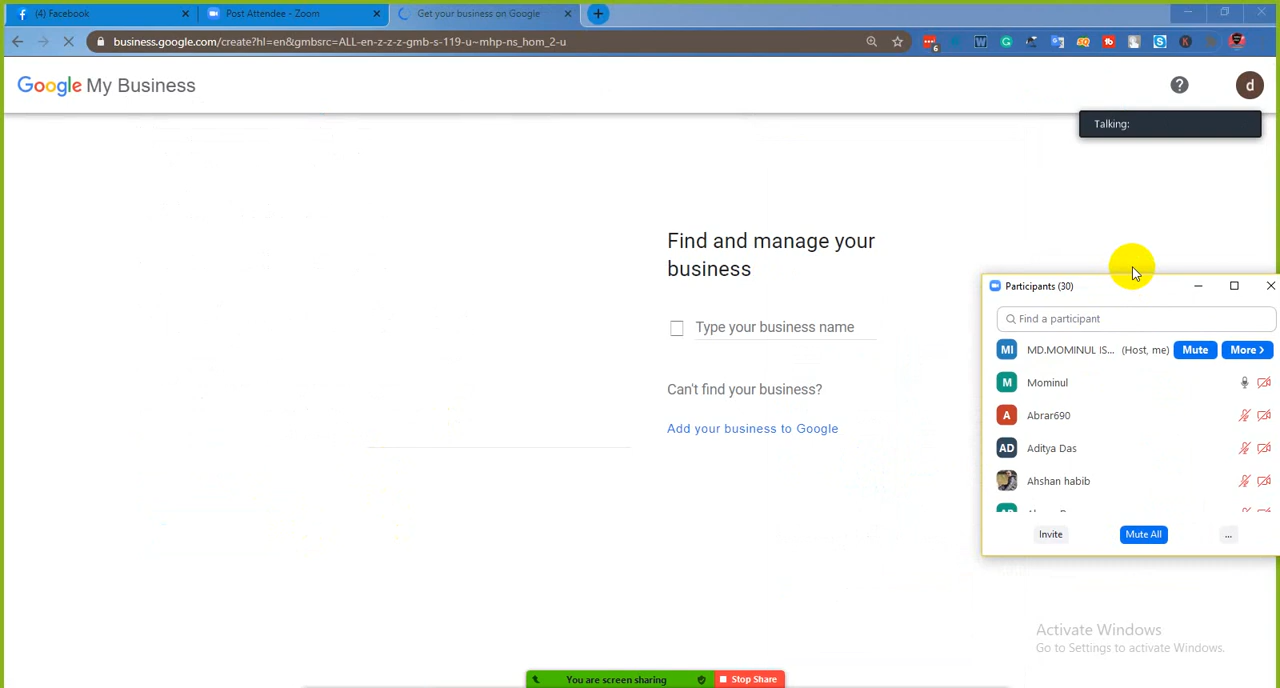 (4) Facebook
Post Attendee - Zoom
Get your business on Google
business.google.com/create?hl=en&gmbsrc=ALL-en-z-z-z-gmb-s-119-u~mhp-ns_hom_2-u
6
Google My Business
d
Talking:
Find and manage your
business
Type your business name
Can't find your business?
Add your business to Google
Participants (30)
Find a participant
MI MD.MOMINUL IS... (Host, me) Mute More >
M Mominul
A Abrar690
AD Aditya Das
Ahshan habib
Invite Mute All ...
Activate Windows
Go to Settings to activate Windows.
You are screen sharing Stop Share